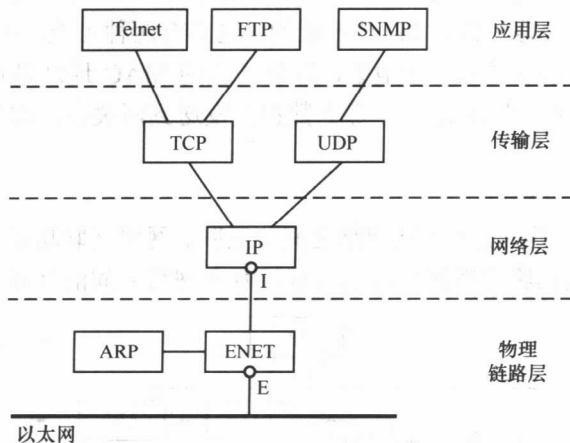 Telnet FTP SNMP 应用层
TCP UDP 传输层
IP 网络层
I
ARP ENET 物理
链路层
E
以太网